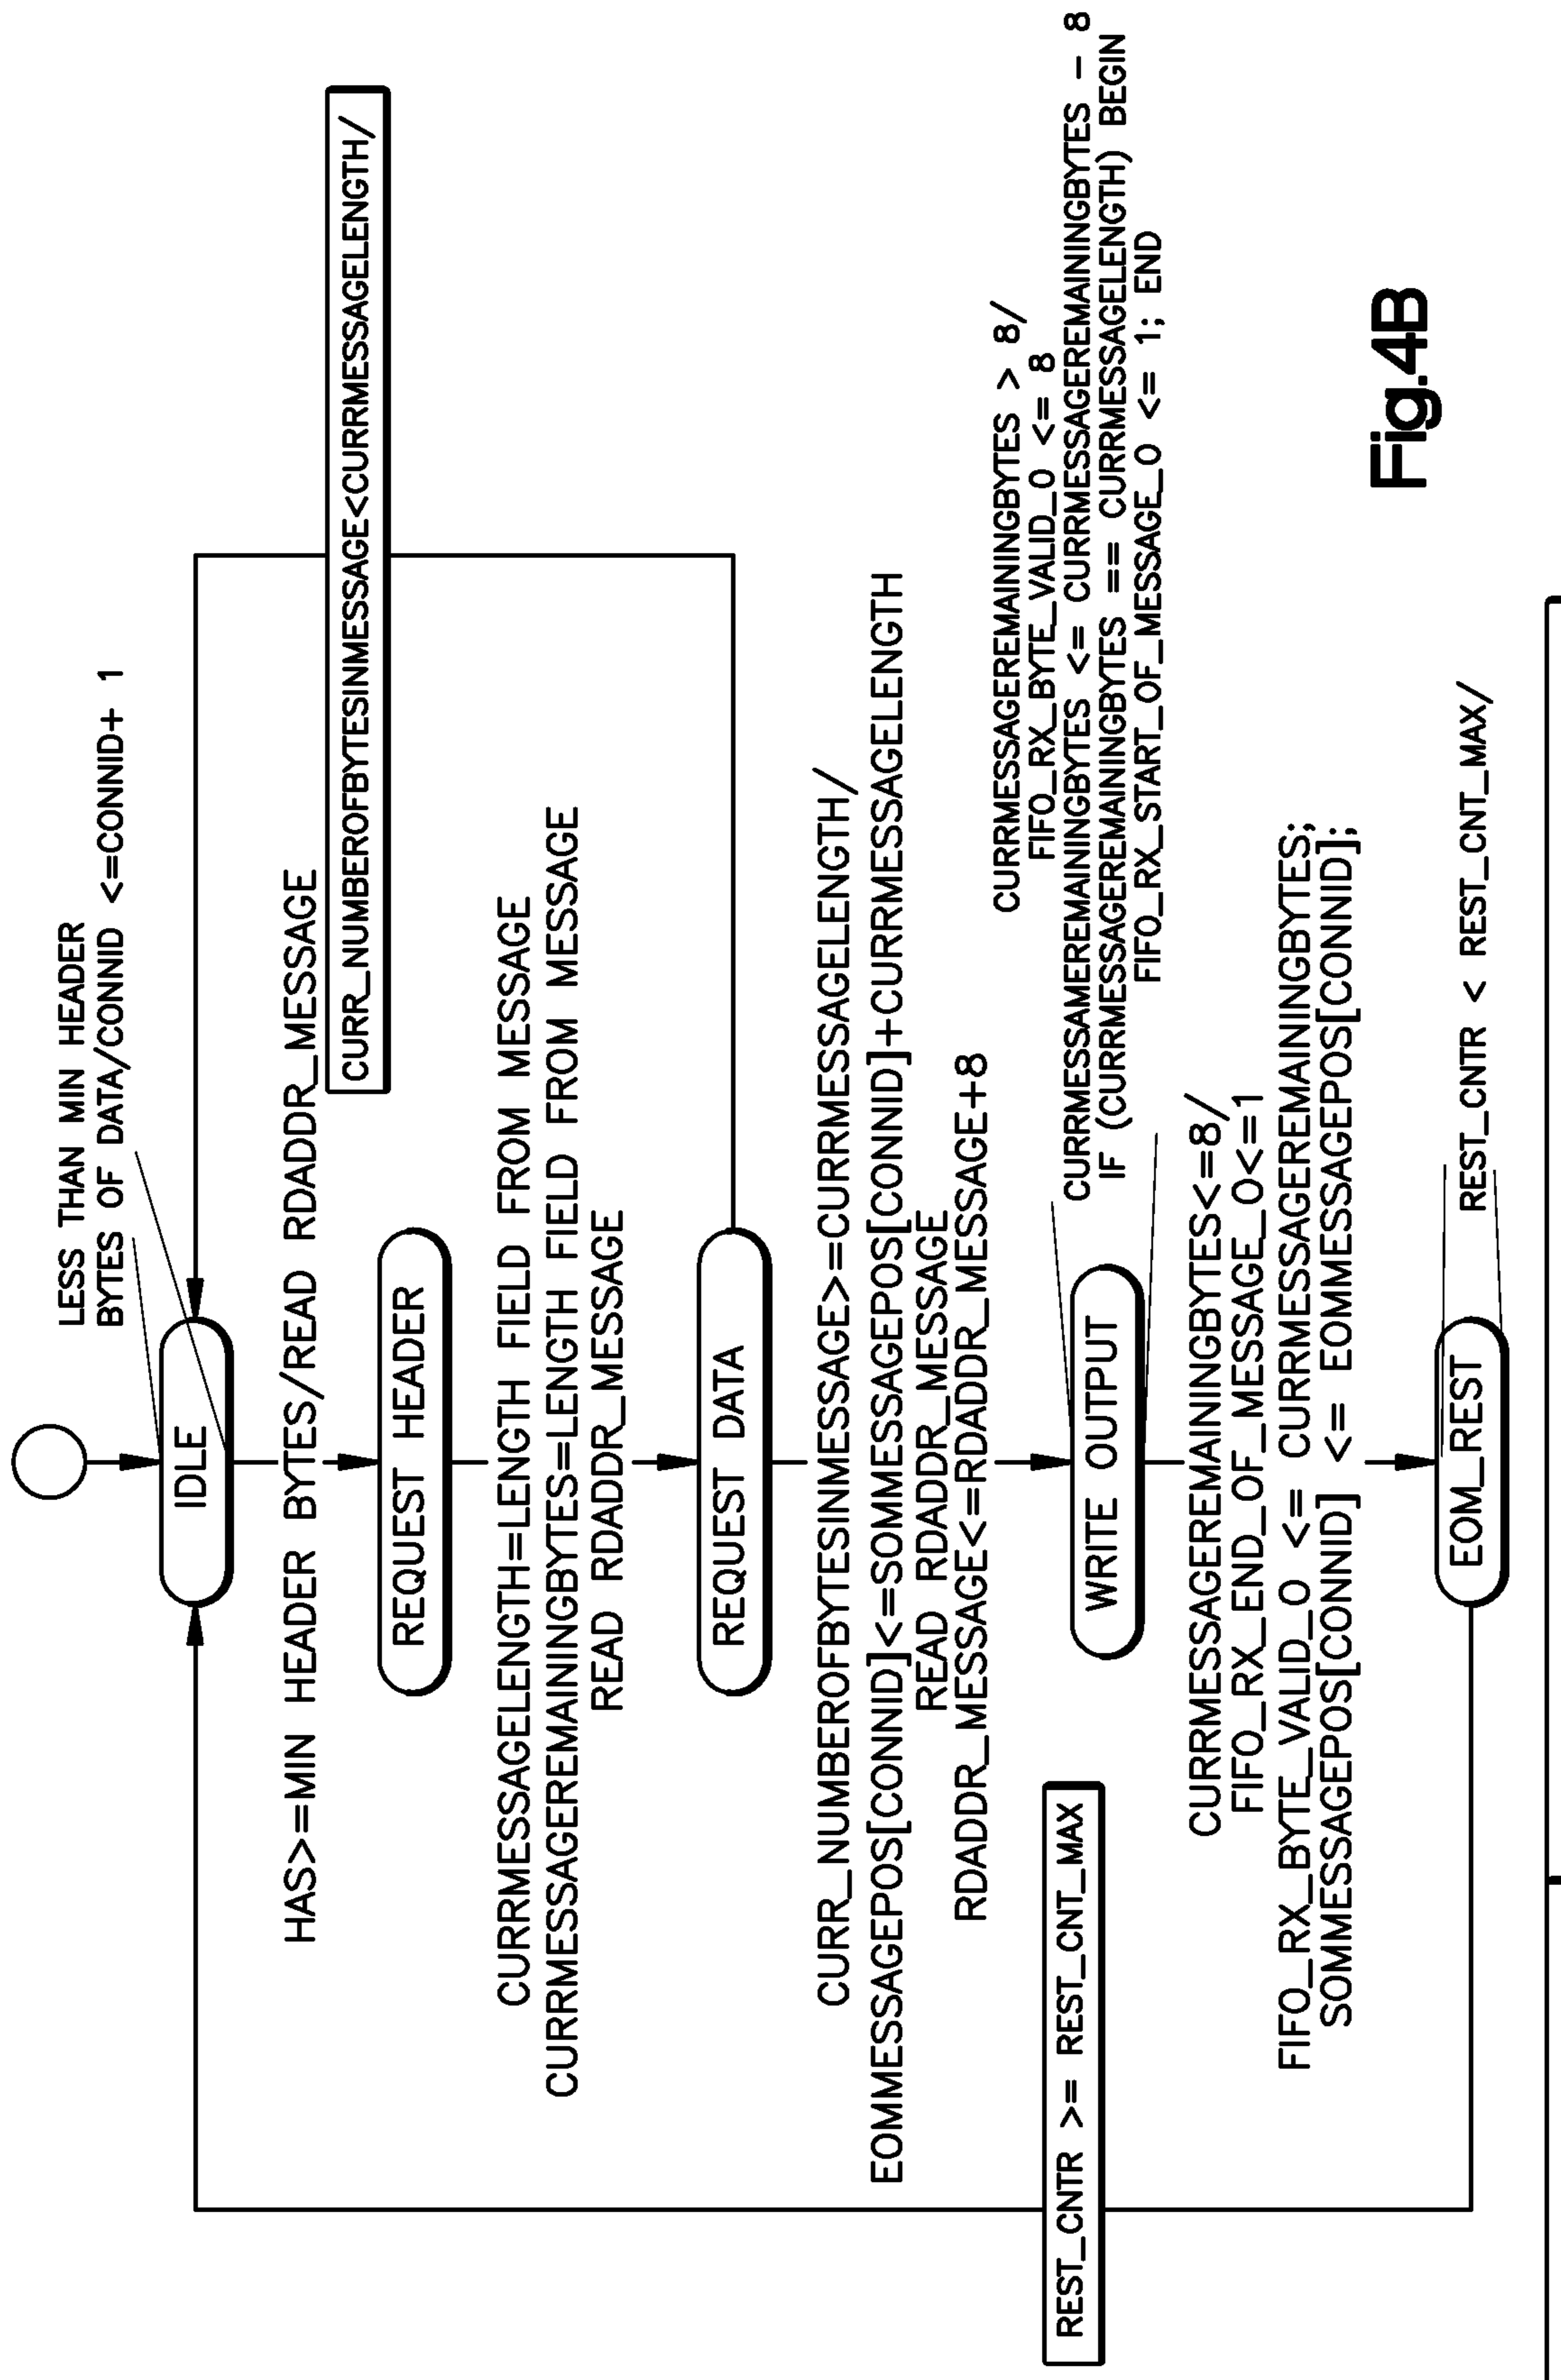 LESS THAN MIN HEADER
BYTES OF DATA/CONNID <=CONNID+ 1
IDLE
HAS>=MIN HEADER BYTES/READ RDADDR_MESSAGE
CURR_NUMBEROFBYTESINMESSAGE<CURRMESSAGELENGTH/
REQUEST HEADER
CURRMESSAGELENGTH=LENGTH FIELD FROM MESSAGE
CURRMESSAGEREMAININGBYTES=LENGTH FIELD FROM MESSAGE
READ RDADDR_MESSAGE
REQUEST DATA
CURR_NUMBEROFBYTESINMESSAGE>=CURRMESSAGELENGTH/
EOMMESSAGEPOS[CONNID]<=SOMMESSAGEPOS[CONNID]+CURRMESSAGELENGTH
READ RDADDR_MESSAGE
RDADDR_MESSAGE<=RDADDR_MESSAGE+8
CURRMESSAGEREMAININGBYTES > 8/
FIFO_RX_BYTE_VALID_O <= 8
CURRMESSAMEREMAININGBYTES <= CURRMESSAGEREMAININGBYTES - 8
IF (CURRMESSAGEREMAININGBYTES == CURRMESSAGELENGTH) BEGIN
FIFO_RX_START_OF_MESSAGE_O <= 1; END
WRITE OUTPUT
REST_CNTR >= REST_CNT_MAX
CURRMESSAGEREMAININGBYTES<=8/
FIFO_RX_END_OF_MESSAGE_O<=1
FIFO_RX_BYTE_VALID_O <= CURRMESSAGEREMAININGBYTES;
SOMMESSAGEPOS[CONNID] <= EOMMESSAGEPOS[CONNID];
EOM_REST
REST_CNTR < REST_CNT_MAX/
Fig.4B